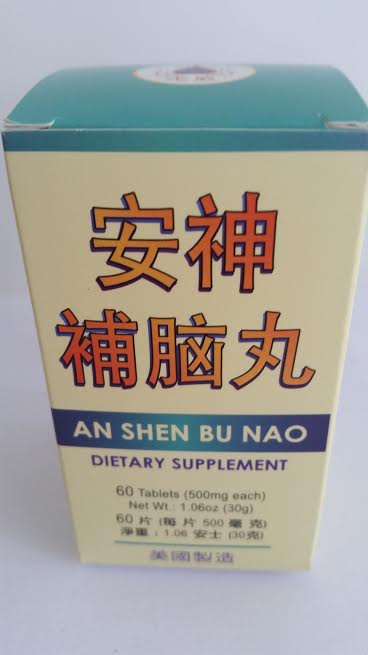 安神
補脑丸
AN SHEN BU NAO
DIETARY SUPPLEMENT
60 Tablets (500mg each)
Net Wt.: 1.06oz (30g)
60 片 (每 片 500 毫 克)
淨重 : 1.06 安士 (30克)
美國製造